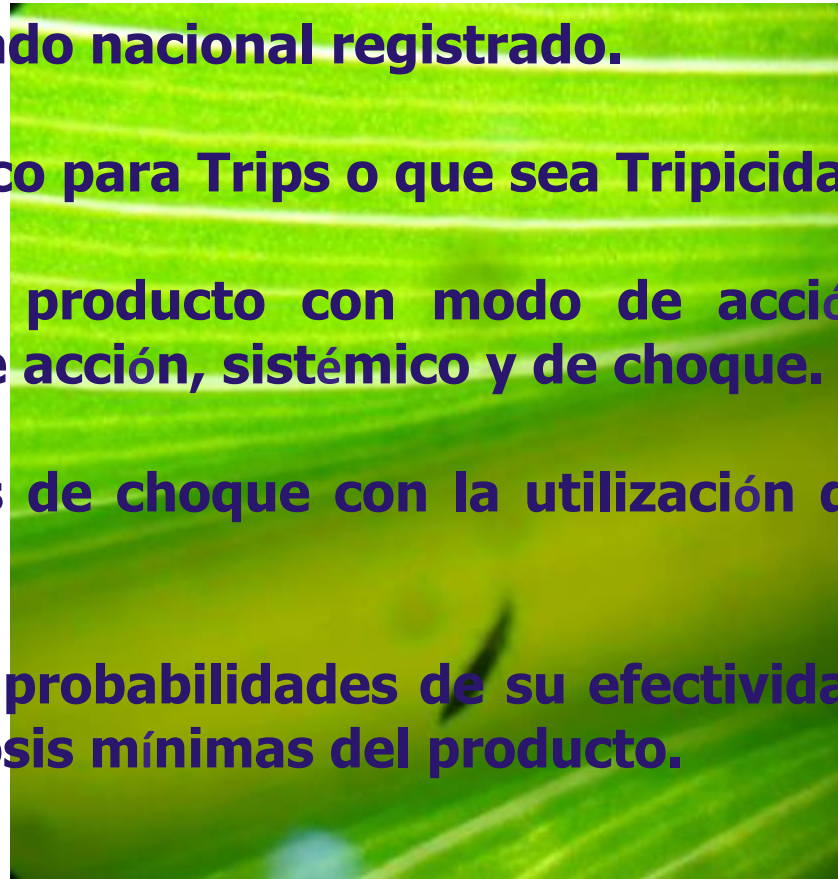 do nacional registrado.
co para Trips o que sea Tripicida
producto con modo de acció
e acción, sistémico y de choque.
s de choque con la utilización d
probabilidades de su efectivida
osis mínimas del producto.